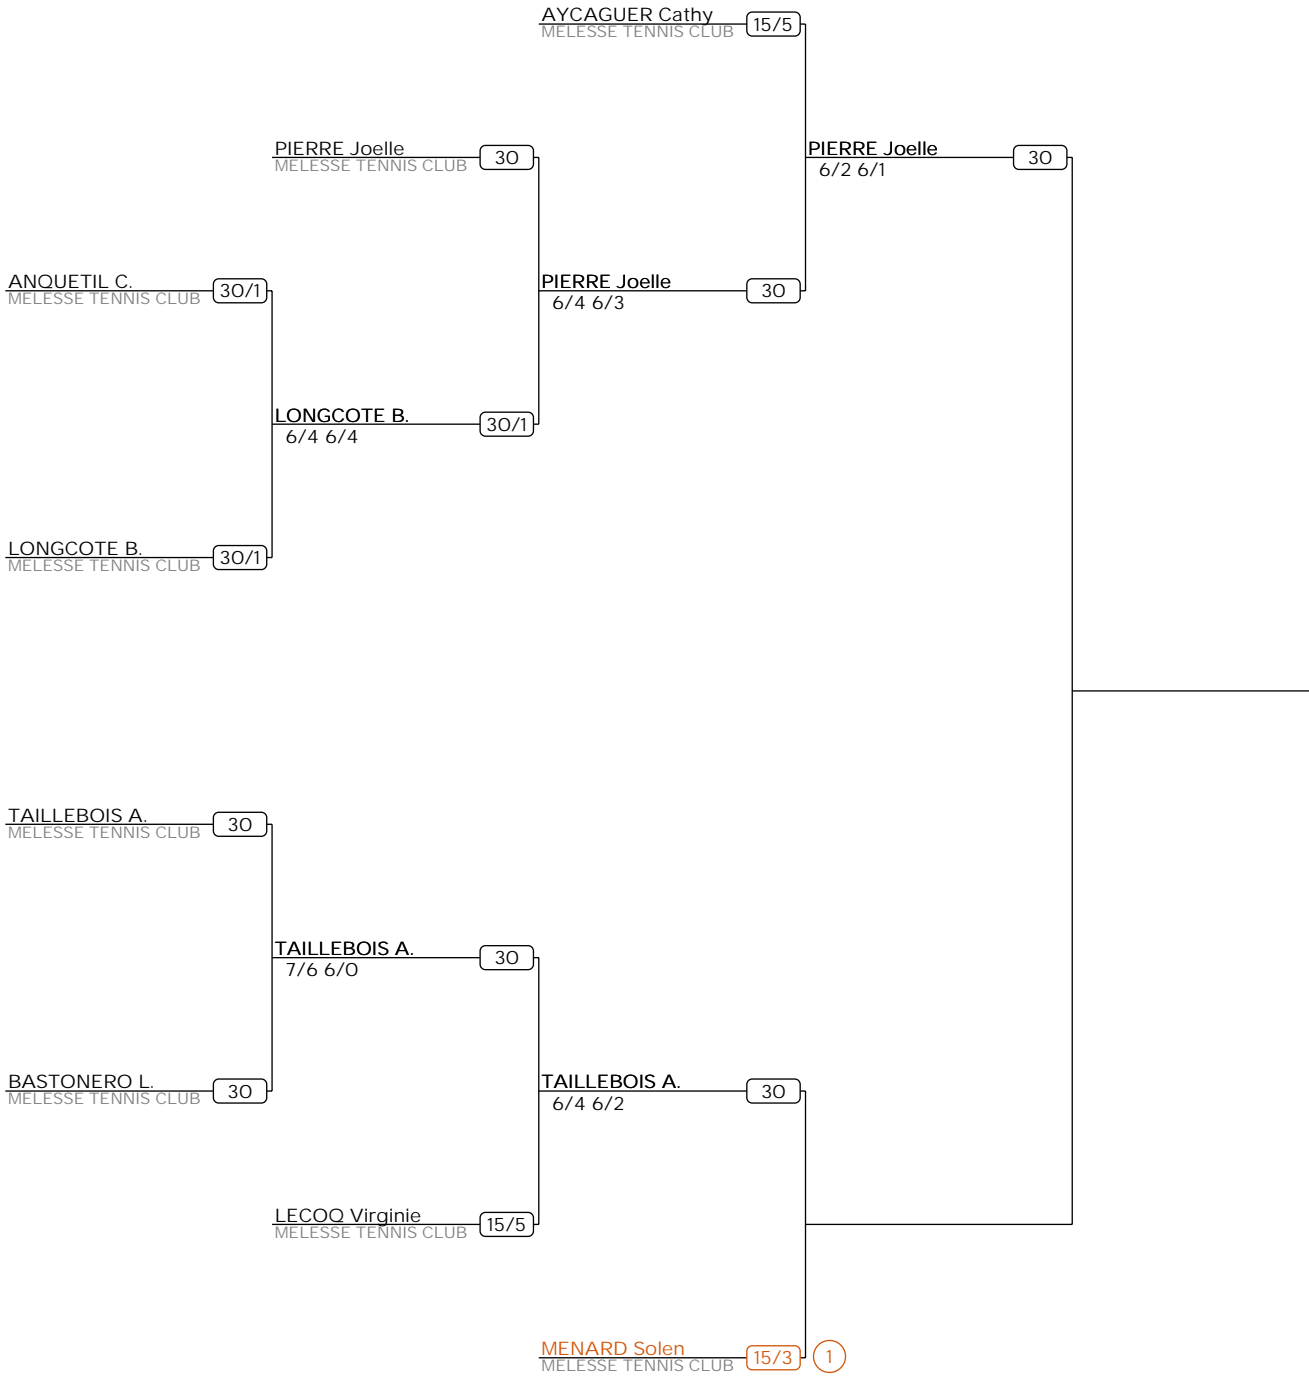 AYCAGUER Cathy
MELESSE TENNIS CLUB
15/5
PIERRE Joelle
MELESSE TENNIS CLUB
30
PIERRE Joelle
6/2 6/1
30
ANQUETIL C.
MELESSE TENNIS CLUB
30/1
PIERRE Joelle
6/4 6/3
30
LONGCOTE B.
6/4 6/4
30/1
LONGCOTE B.
MELESSE TENNIS CLUB
30/1
TAILLEBOIS A.
MELESSE TENNIS CLUB
30
TAILLEBOIS A.
7/6 6/0
30
BASTONERO L.
MELESSE TENNIS CLUB
30
TAILLEBOIS A.
6/4 6/2
30
LECOQ Virginie
MELESSE TENNIS CLUB
15/5
MENARD Solen
MELESSE TENNIS CLUB
15/3
1